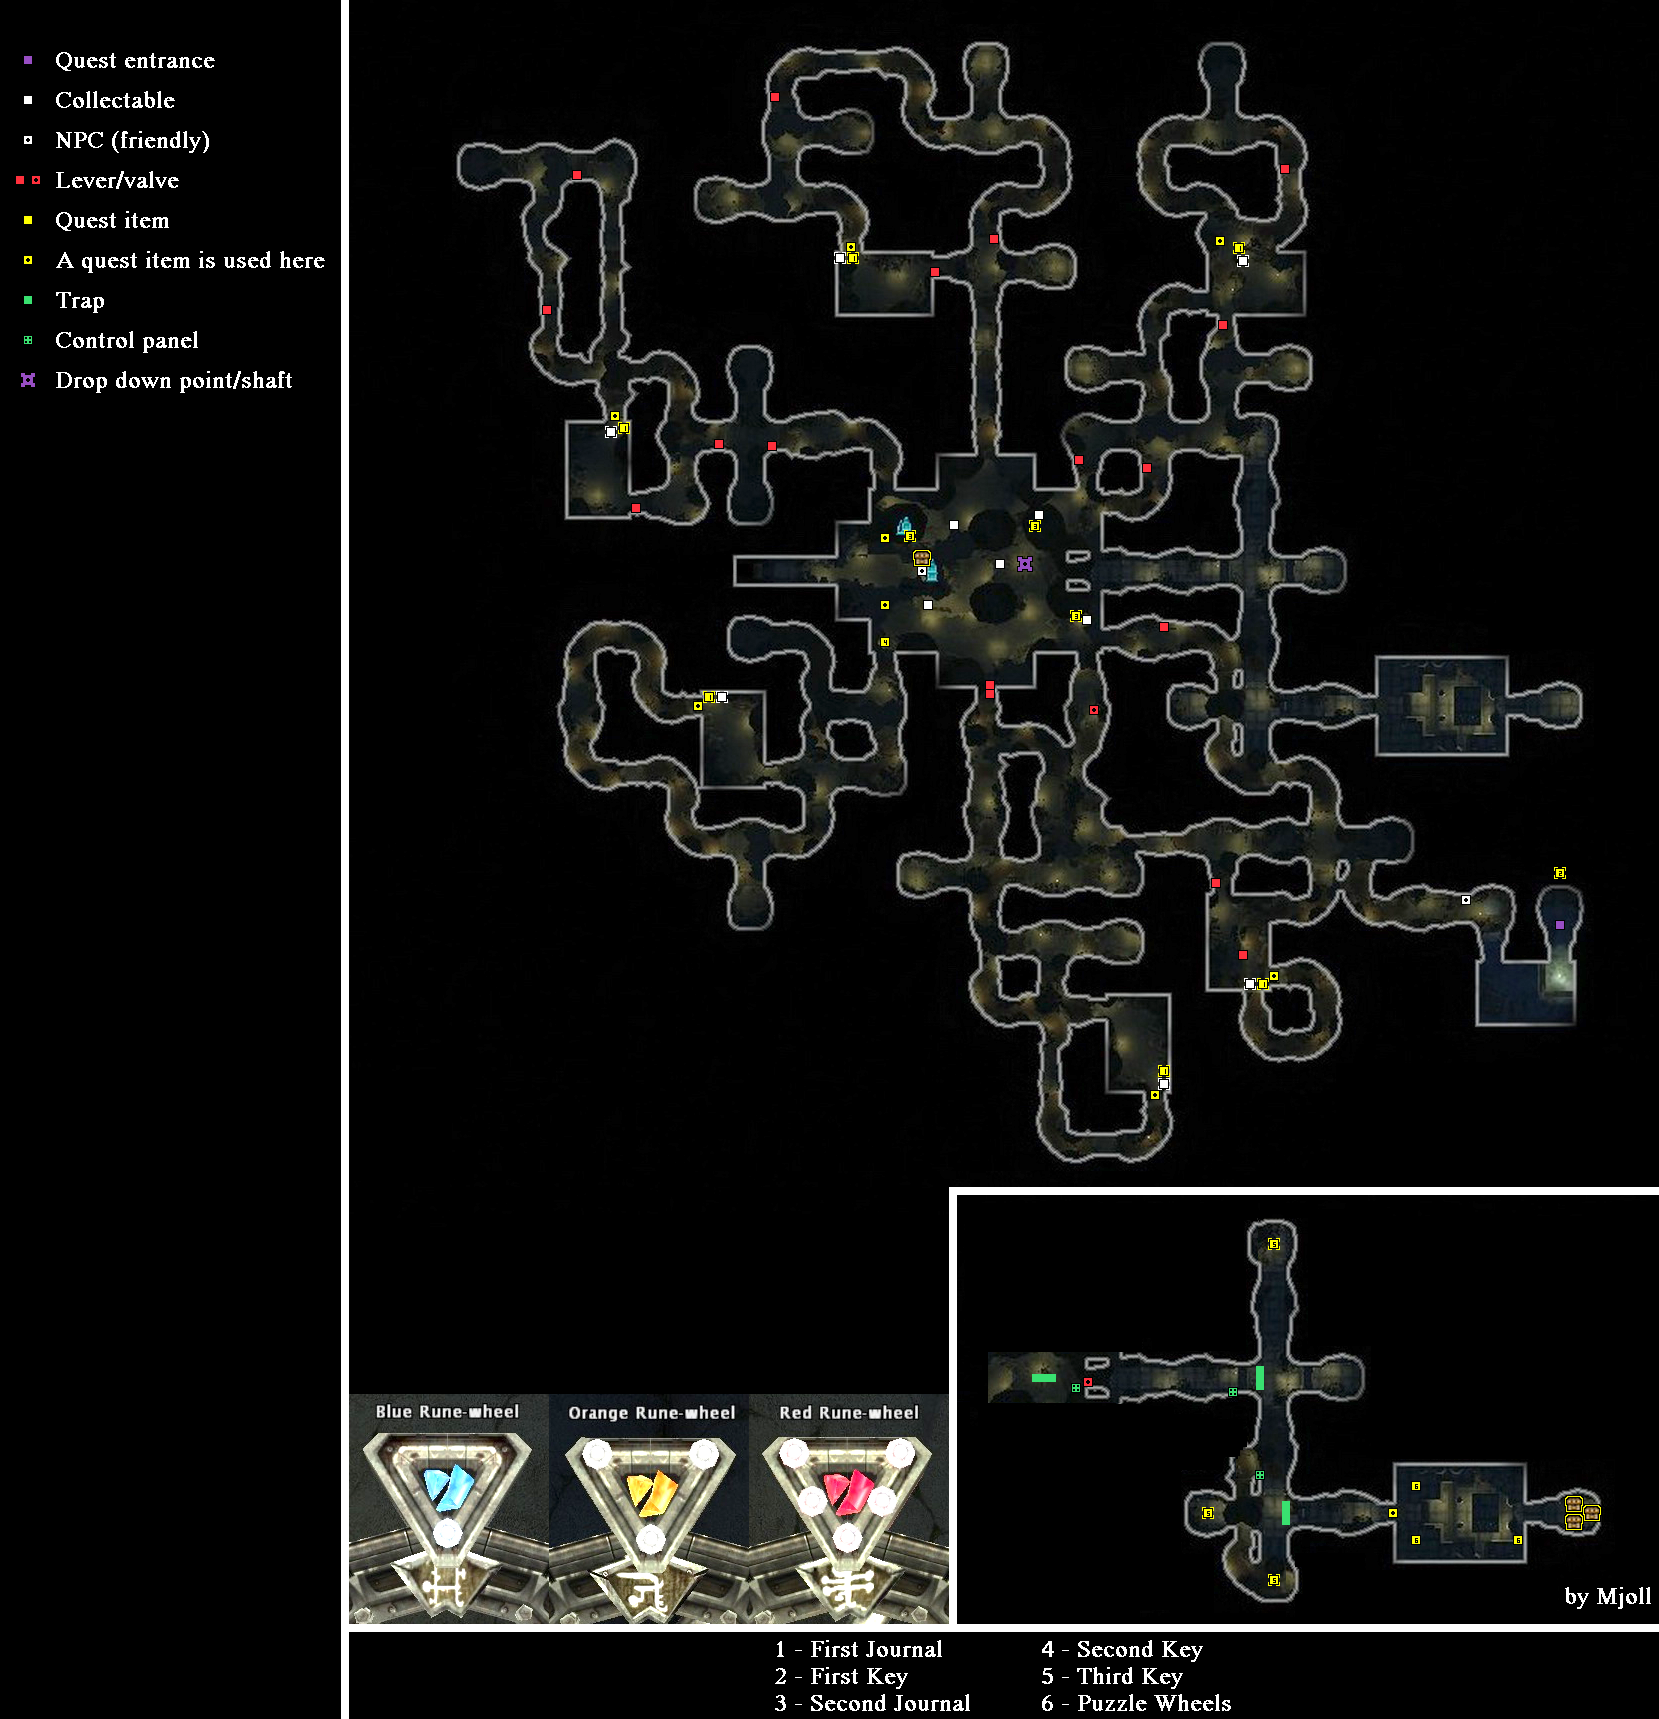 Quest entrance
Collectable
NPC (friendly)
Lever/valve
Quest item
A quest item is used here
Trap
Control panel
Drop down point/shaft
Blue Rune-wheel
Orange Rune-wheel
Red Rune-wheel
by Mjoll
1 - First Journal
2 - First Key
3 - Second Journal
4 - Second Key
5 - Third Key
6 - Puzzle Wheels